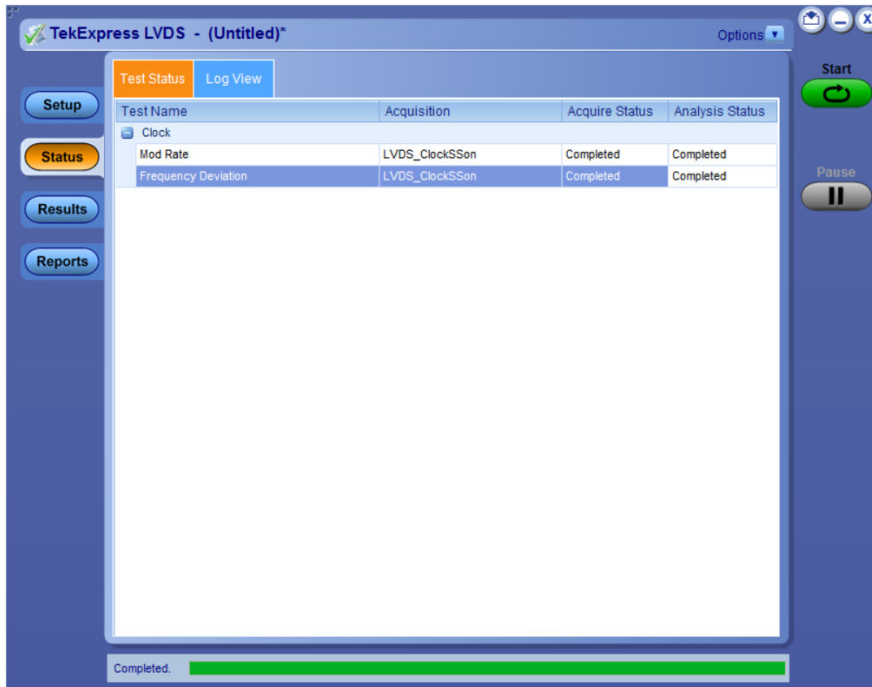 TekExpress LVDS - (Untitled)*
Options
Start
Pause
Setup
Status
Results
Reports
Test Status Log View
Test Name Acquisition Acquire Status Analysis Status
Clock
Mod Rate LVDS_ClockSSon Completed Completed
Frequency Deviation LVDS_ClockSSon Completed Completed
Completed.